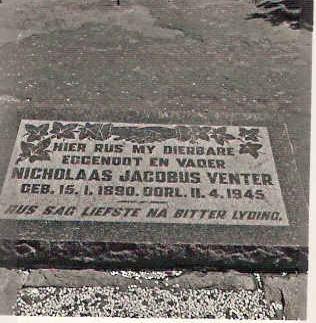 HIER RUS MY DIERBARE
EGGENOOT EN VADER
NICHOLAAS JACOBUS VENTER
GEB. 15.1.1890. OORL. 11.4.1945
RUS SAG LIEFSTE NA BITTER LYDING.